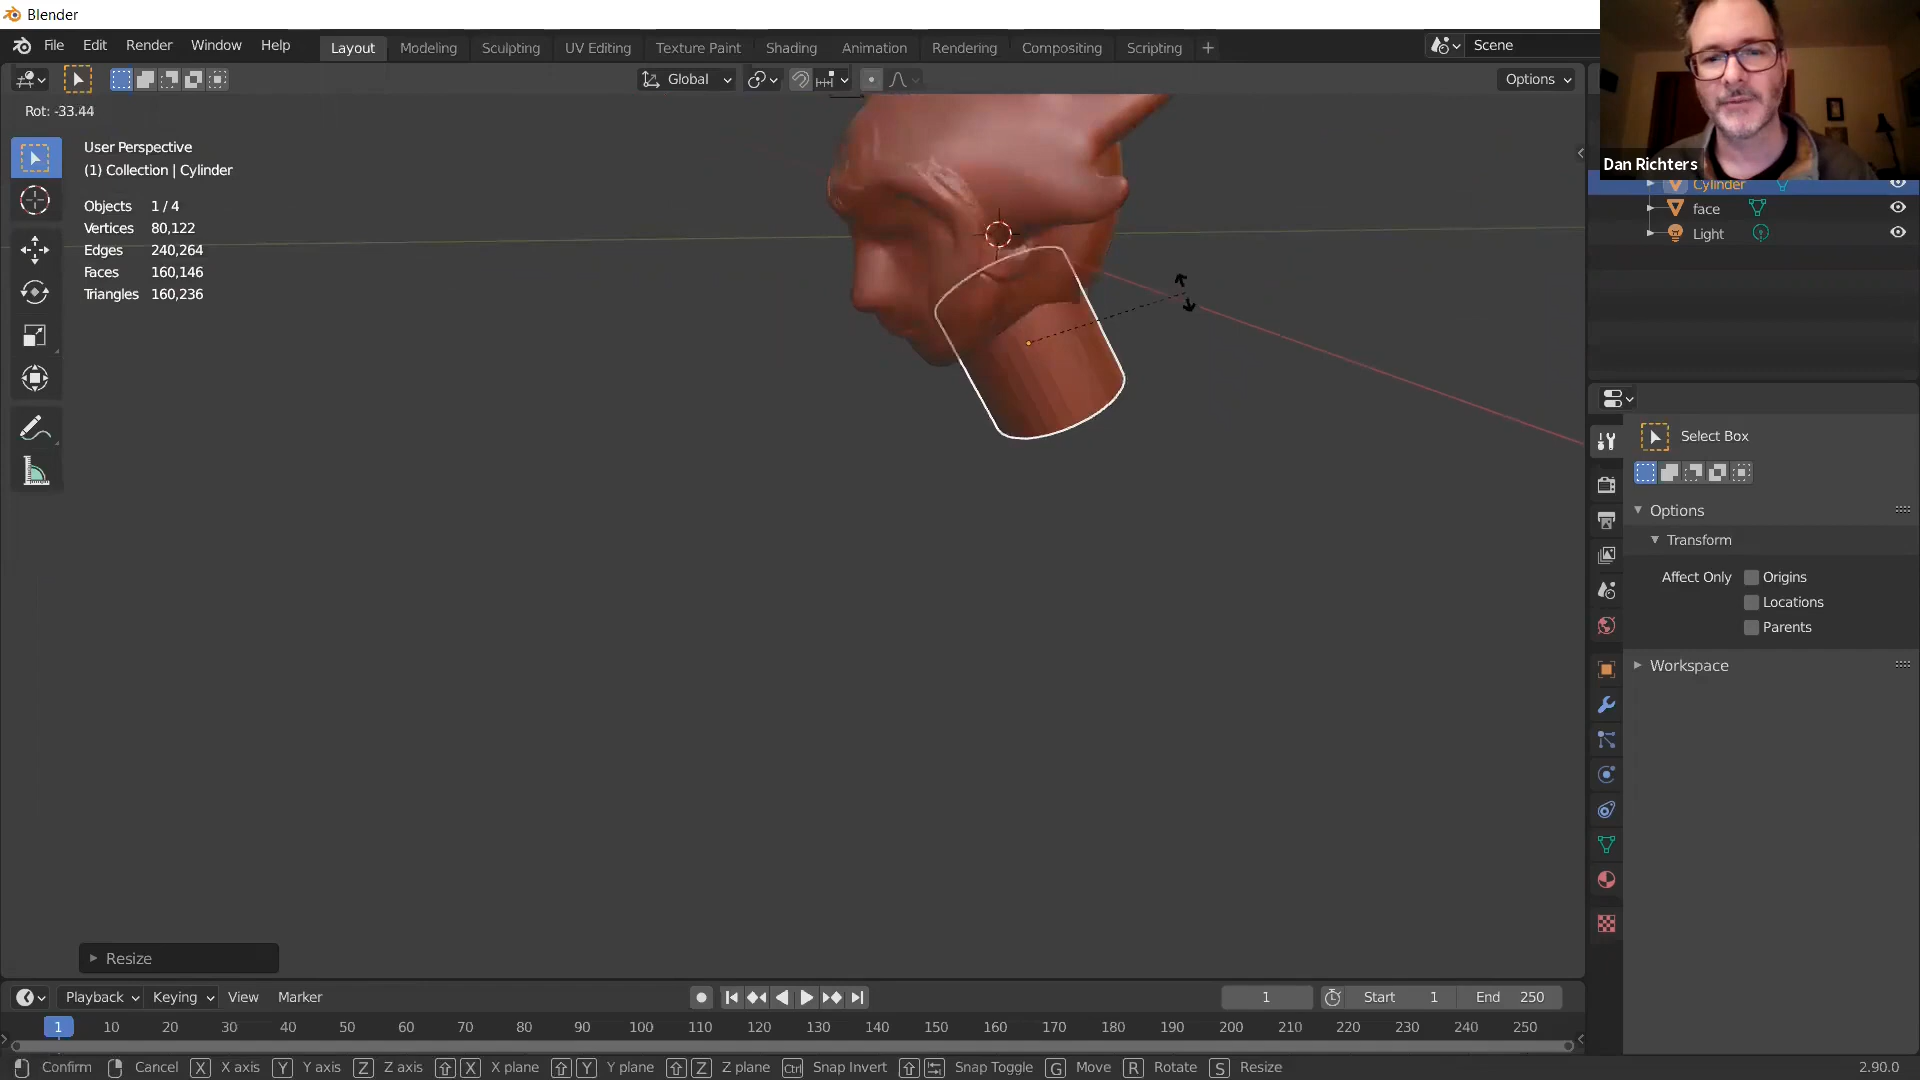 Blender
File Edit Render Window Help Layout Modeling Sculpting UV Editing Texture Paint Shading Animation Rendering Compositing Scripting + Scene
Global Options
Rot: -33.44
User Perspective
(1) Collection | Cylinder
Objects 1 / 4
Vertices 80,122
Edges 240,264
Faces 160,146
Triangles 160,236
Dan Richters
Cylinder
face
Light
Select Box
Options
Transform
Affect Only Origins
Locations
Parents
Workspace
Resize
Playback Keying View Marker 1 Start 1 End 250
1 10 20 30 40 50 60 70 80 90 100 110 120 130 140 150 160 170 180 190 200 210 220 230 240 250
Confirm Cancel X X axis Y Y axis Z Z axis X X plane Y Y plane Z Z plane Ctrl Snap Invert Snap Toggle G Move R Rotate S Resize 2.90.0